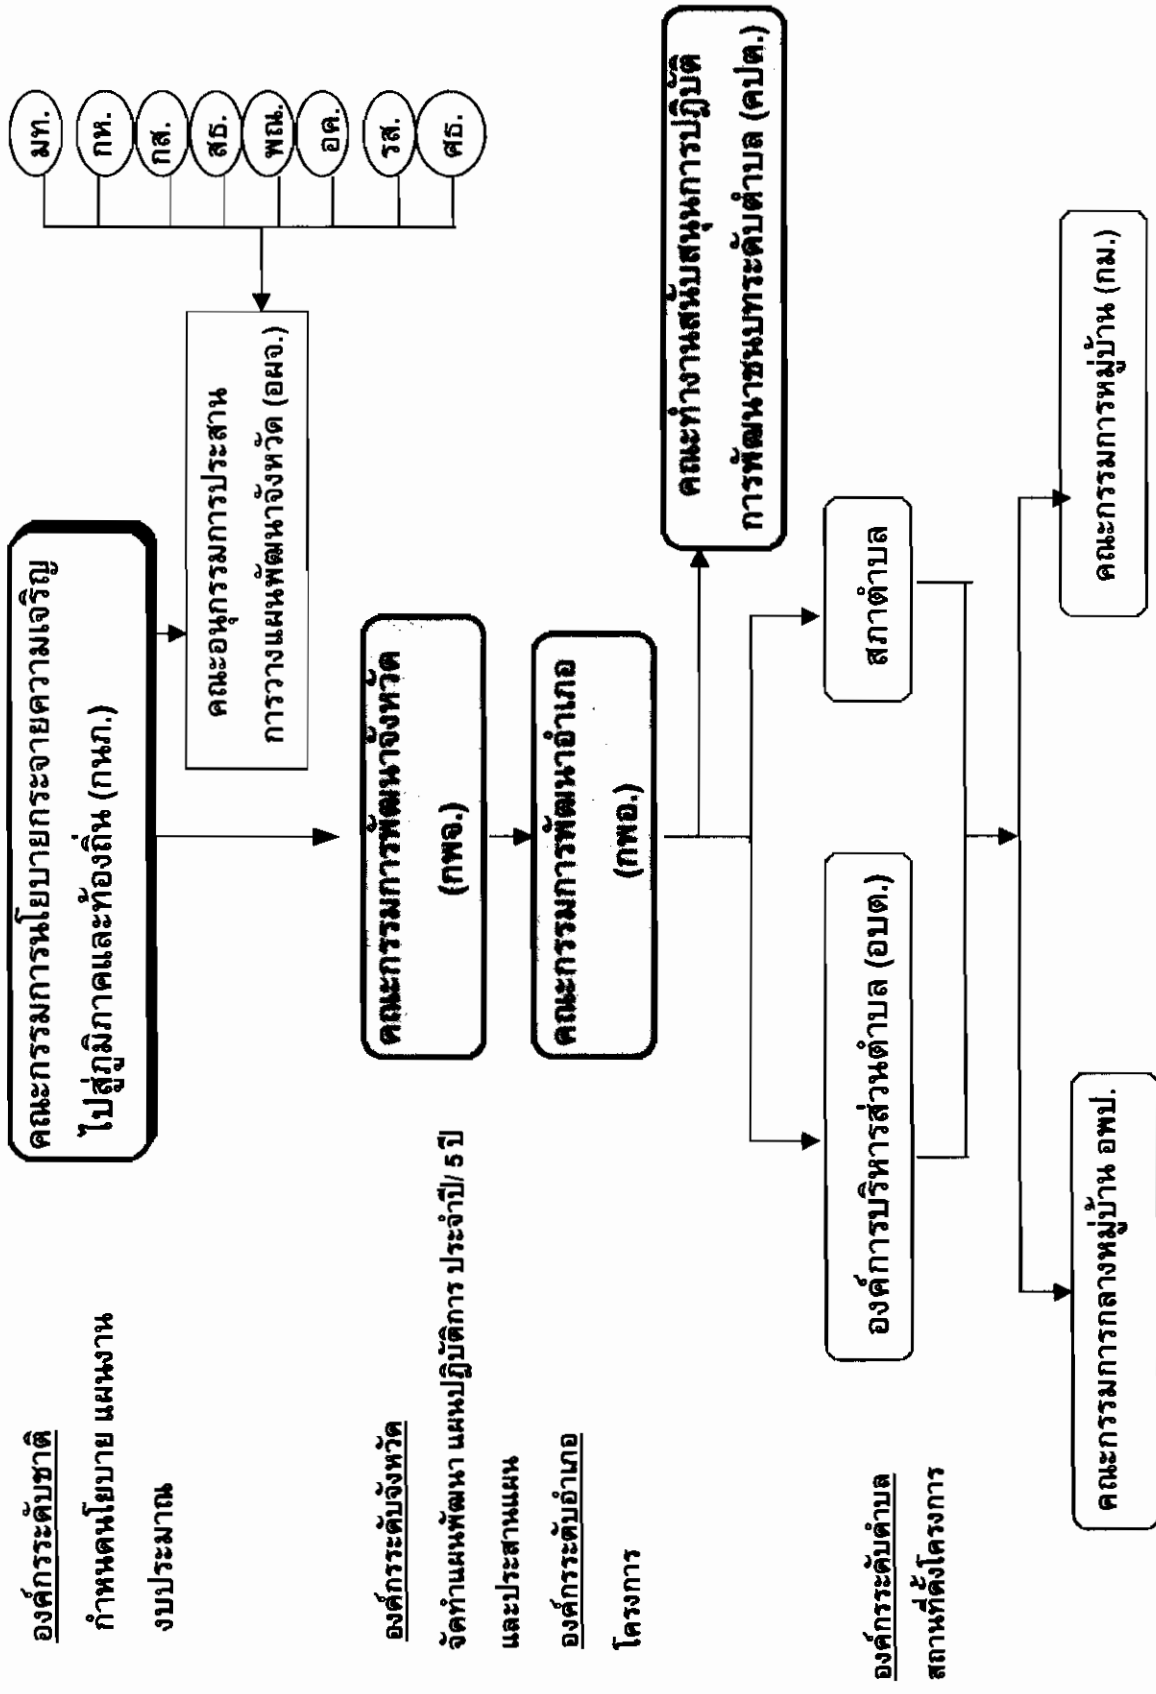 องค์กรระดับชาติ
กำหนดนโยบาย แผนงาน
งบประมาณ
คณะกรรมการนโยบายกระจายความเจริญ
ไปสู่ภูมิภาคและท้องถิ่น (กนภ.)
มท.
กห.
กส.
สธ.
พณ.
อค.
รส.
ศธ.
คณะอนุกรรมการประสาน
การวางแผนพัฒนาจังหวัด (อผจ.)
องค์กรระดับจังหวัด
จัดทำแผนพัฒนา แผนปฏิบัติการ ประจำปี/ 5 ปี
และประสานแผน
คณะกรรมการพัฒนาจังหวัด
(กพจ.)
องค์กรระดับอำเภอ
โครงการ
คณะกรรมการพัฒนาอำเภอ
(กพอ.)
คณะทำงานสนับสนุนการปฏิบัติ
การพัฒนาชนบทระดับตำบล (คปต.)
องค์กรระดับตำบล
สถานที่ตั้งโครงการ
องค์การบริหารส่วนตำบล (อบต.)
สภาตำบล
คณะกรรมการกลางหมู่บ้าน อพป.
คณะกรรมการหมู่บ้าน (กม.)